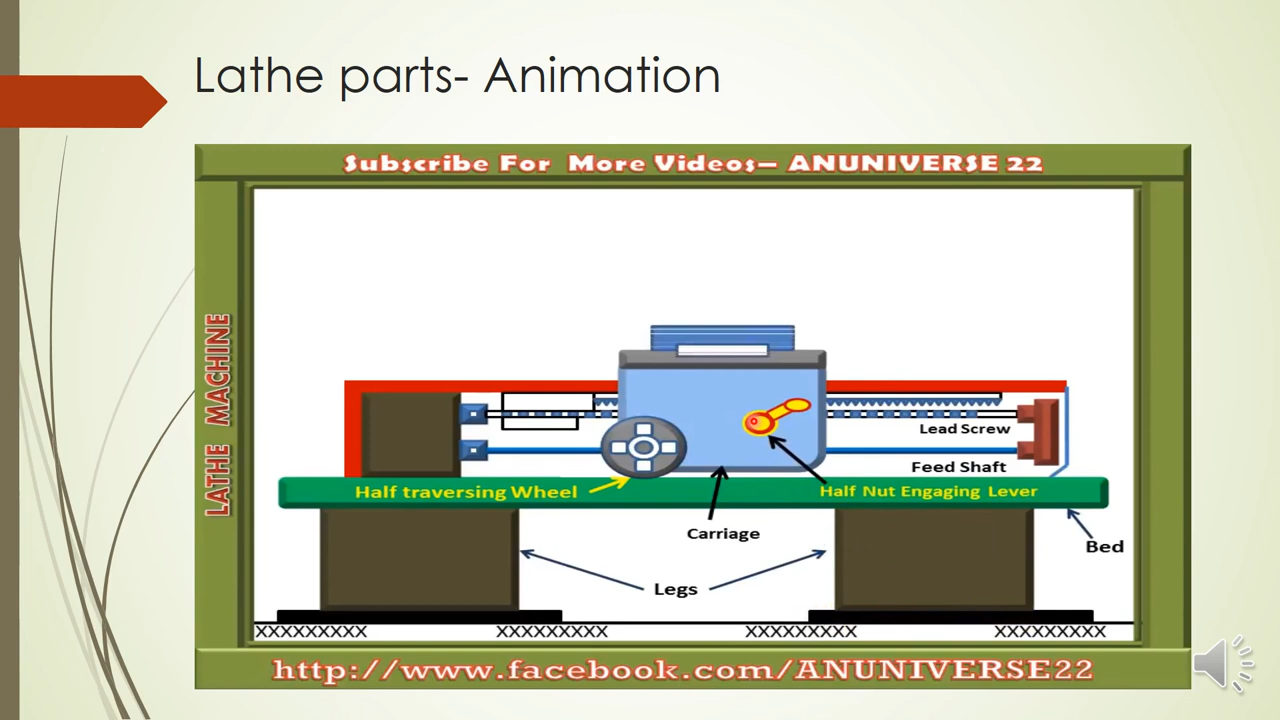 Lathe parts- Animation
Subscribe For More Videos– ANUNIVERSE 22
LATHE MACHINE
Lead Screw
Feed Shaft
Half traversing Wheel
Half Nut Engaging Lever
Carriage
Bed
Legs
XXXXXXXXX XXXXXXXXX XXXXXXXXX XXXXXXXXX
http://www.facebook.com/ANUNIVERSE22